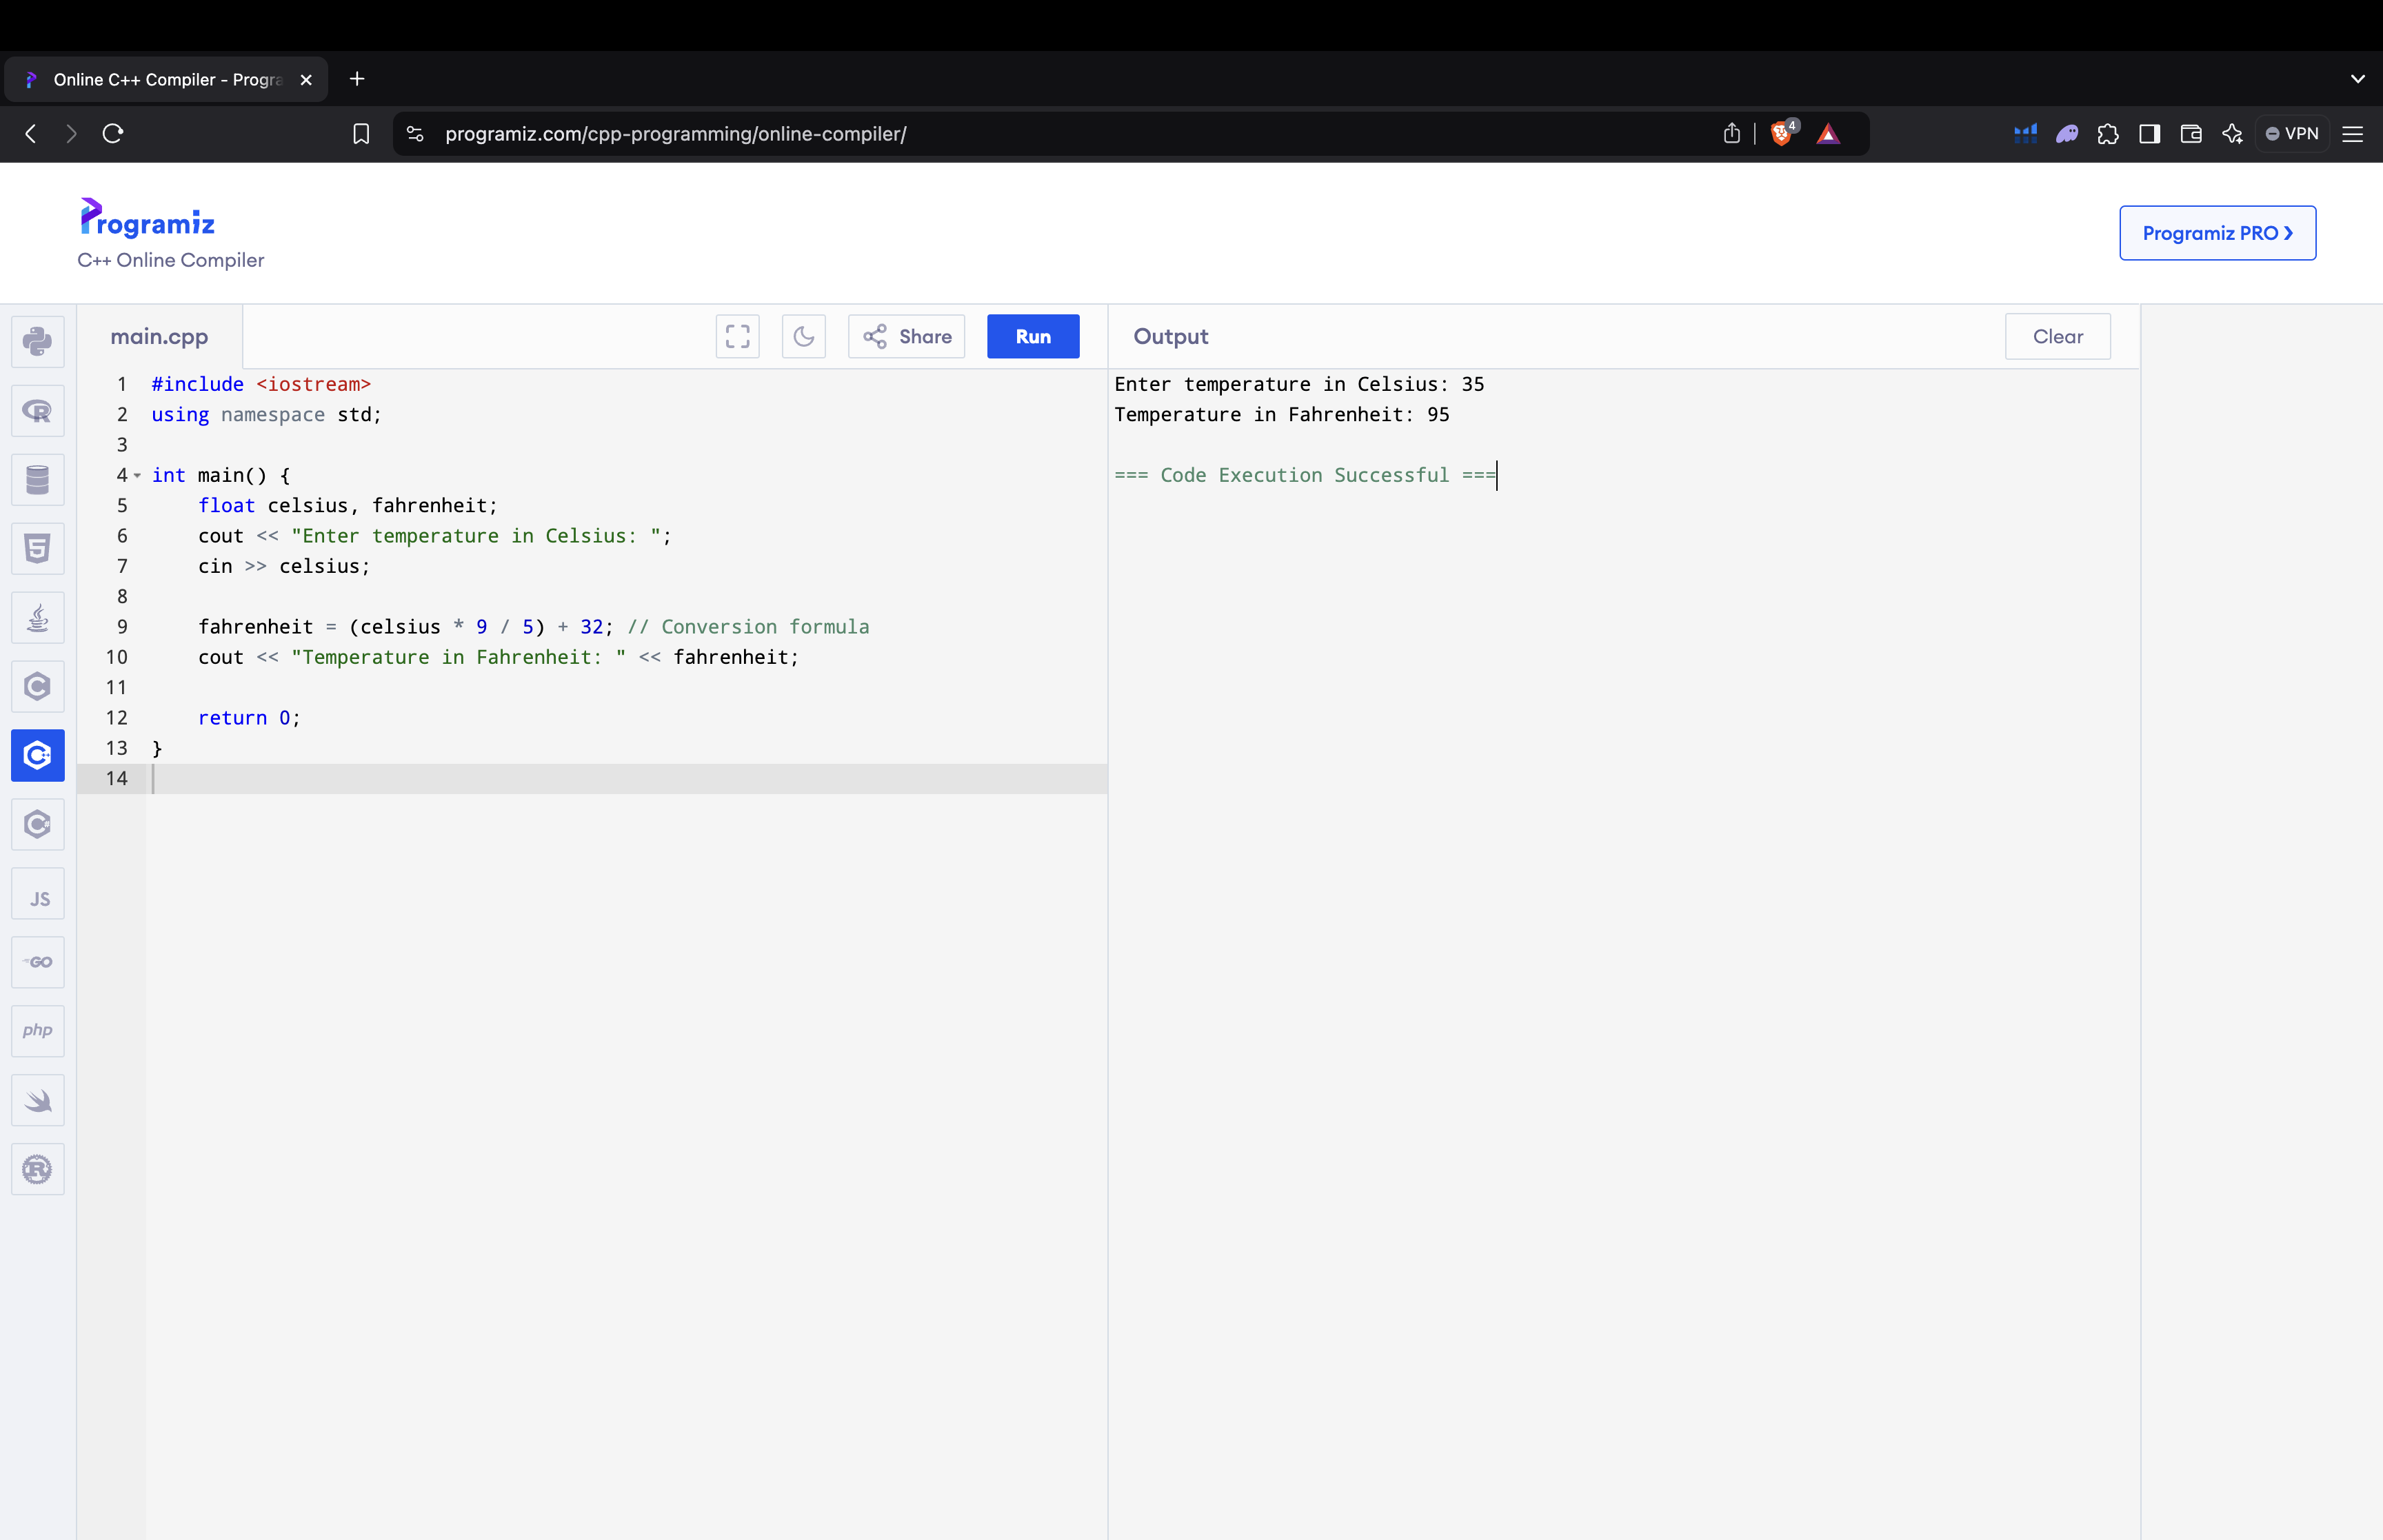 Online C++ Compiler - Progra
programiz.com/cpp-programming/online-compiler/
4
VPN
Programiz
C++ Online Compiler
Programiz PRO ❯
main.cpp
Share
Run
Output
Clear
1 #include <iostream>
2 using namespace std;
3
4 int main() {
5     float celsius, fahrenheit;
6     cout << "Enter temperature in Celsius: ";
7     cin >> celsius;
8
9     fahrenheit = (celsius * 9 / 5) + 32; // Conversion formula
10     cout << "Temperature in Fahrenheit: " << fahrenheit;
11
12     return 0;
13 }
14
Enter temperature in Celsius: 35
Temperature in Fahrenheit: 95
=== Code Execution Successful ===
R
5
C
C++
C#
JS
GO
php
R